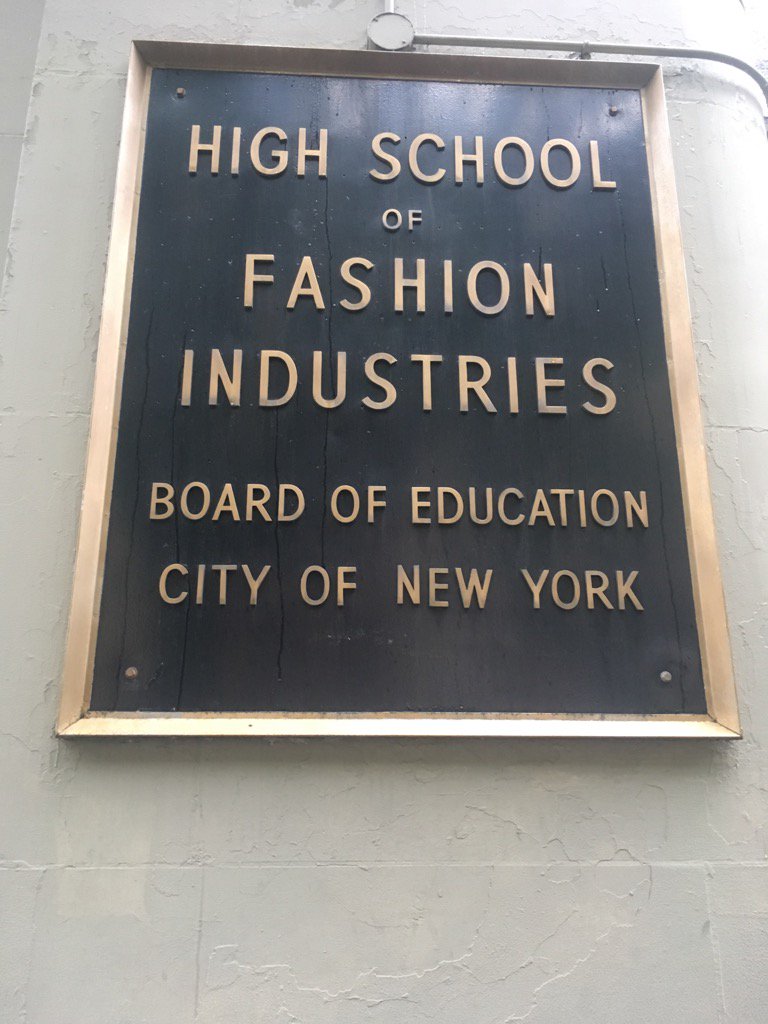 HIGH SCHOOL
OF
FASHION
INDUSTRIES
BOARD OF EDUCATION
CITY OF NEW YORK